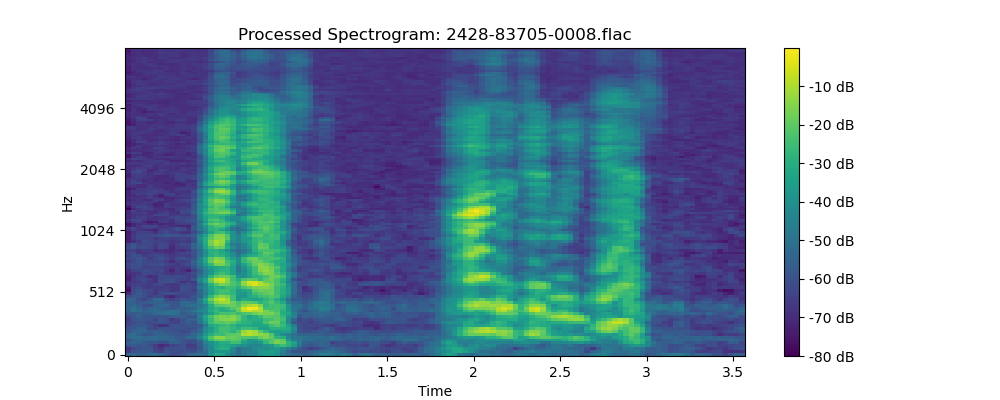 Processed Spectrogram: 2428-83705-0008.flac
Hz
4096
2048
1024
512
0
0
0.5
1
1.5
2
2.5
3
3.5
Time
-10 dB
-20 dB
-30 dB
-40 dB
-50 dB
-60 dB
-70 dB
-80 dB